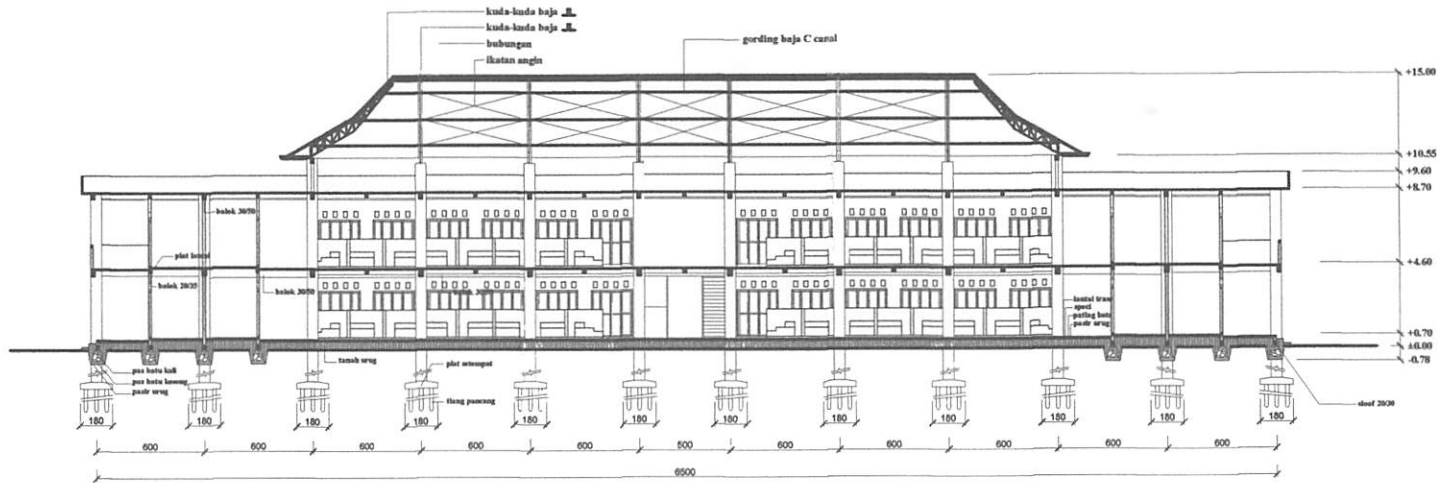 kuda-kuda baja
kuda-kuda baja
bubungan
ikatan angin
gording baja C canal
+15.00
+10.55
+9.60
+8.70
balok 30/50
plat lantai
balok 20/35
balok 30/50
+4.60
lantai traso
speci
pasir urug
+0.70
±0.00
-0.78
pas batu kali
pas batu kosong
pasir urug
tanah urug
plat setempat
tiang pancang
sloof 20/30
180 180 180 180 180 180 180 180 180 180 180 180
600 600 600 600 600 500 600 600 600 600 600
6500